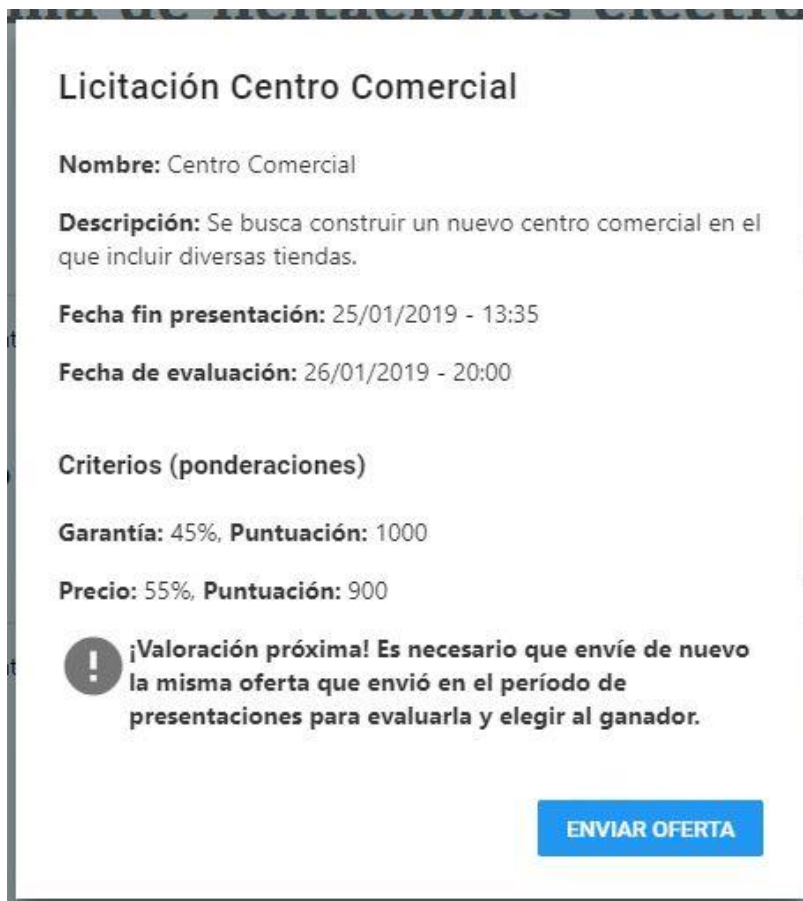 Licitación Centro Comercial
Nombre: Centro Comercial
Descripción: Se busca construir un nuevo centro comercial en el
que incluir diversas tiendas.
Fecha fin presentación: 25/01/2019 - 13:35
Fecha de evaluación: 26/01/2019 - 20:00
Criterios (ponderaciones)
Garantía: 45%, Puntuación: 1000
Precio: 55%, Puntuación: 900
¡Valoración próxima! Es necesario que envíe de nuevo
la misma oferta que envió en el período de
presentaciones para evaluarla y elegir al ganador.
ENVIAR OFERTA